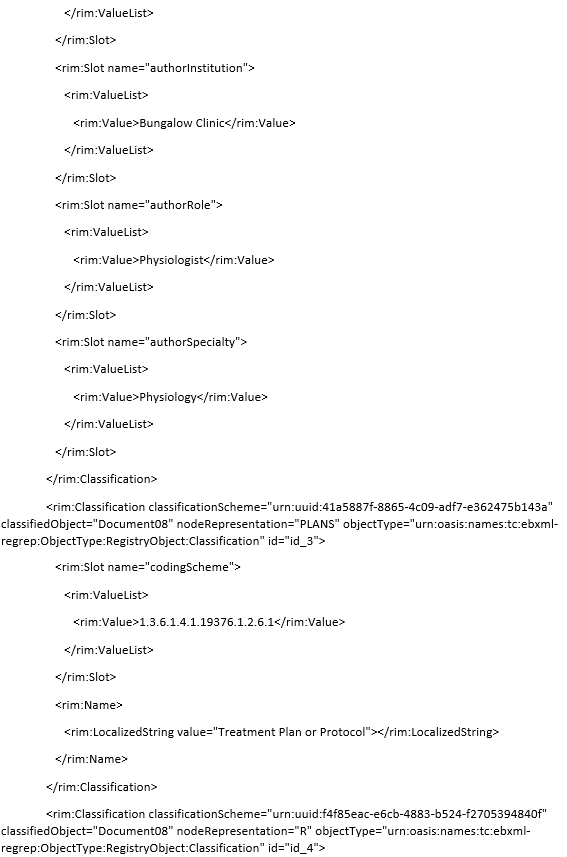 </rim:ValueList>
</rim:Slot>
<rim:Slot name="authorInstitution">
<rim:ValueList>
<rim:Value>Bungalow Clinic</rim:Value>
</rim:ValueList>
</rim:Slot>
<rim:Slot name="authorRole">
<rim:ValueList>
<rim:Value>Physiologist</rim:Value>
</rim:ValueList>
</rim:Slot>
<rim:Slot name="authorSpecialty">
<rim:ValueList>
<rim:Value>Physiology</rim:Value>
</rim:ValueList>
</rim:Slot>
</rim:Classification>
<rim:Classification classificationScheme="urn:uuid:41a5887f-8865-4c09-adf7-e362475b143a"
classifiedObject="Document08" nodeRepresentation="PLANS" objectType="urn:oasis:names:tc:ebxml-
regrep:ObjectType:RegistryObject:Classification" id="id_3">
<rim:Slot name="codingScheme">
<rim:ValueList>
<rim:Value>1.3.6.1.4.1.19376.1.2.6.1</rim:Value>
</rim:ValueList>
</rim:Slot>
<rim:Name>
<rim:LocalizedString value="Treatment Plan or Protocol"></rim:LocalizedString>
</rim:Name>
</rim:Classification>
<rim:Classification classificationScheme="urn:uuid:f4f85eac-e6cb-4883-b524-f2705394840f"
classifiedObject="Document08" nodeRepresentation="R" objectType="urn:oasis:names:tc:ebxml-
regrep:ObjectType:RegistryObject:Classification" id="id_4">